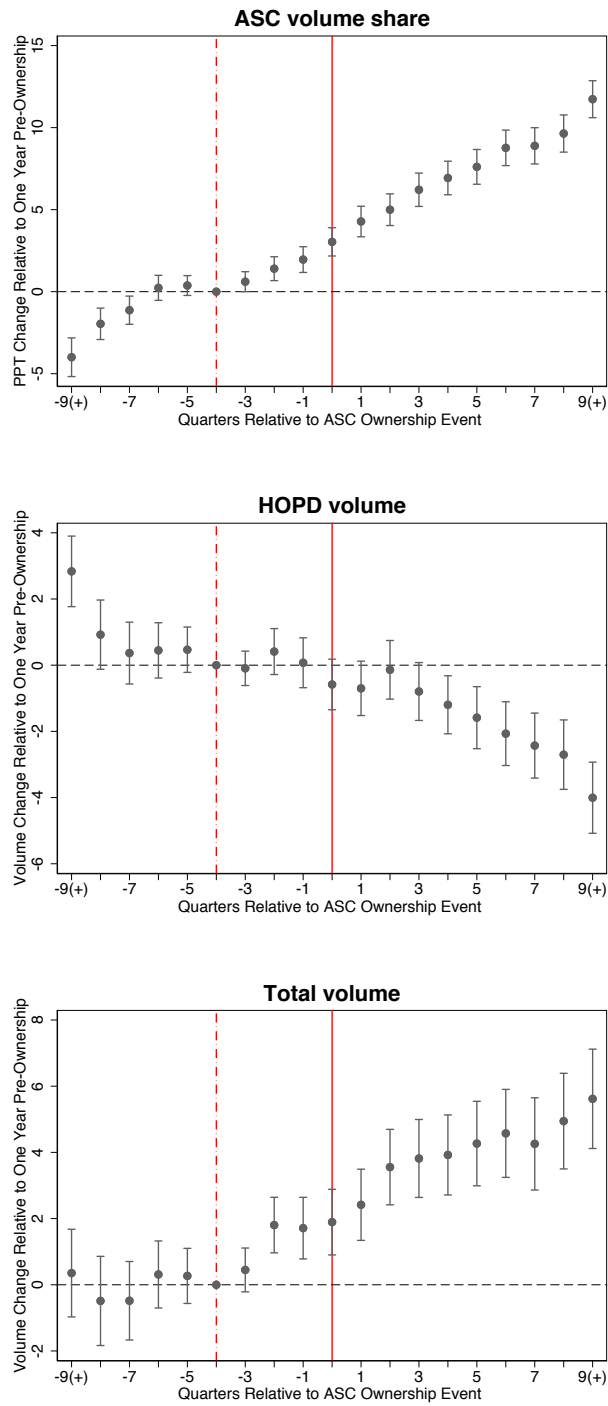 ASC volume share
PPT Change Relative to One Year Pre-Ownership
15
10
5
0
-5
-9(+) -7 -5 -3 -1 1 3 5 7 9(+)
Quarters Relative to ASC Ownership Event
HOPD volume
Volume Change Relative to One Year Pre-Ownership
4
2
0
-2
-4
-6
-9(+) -7 -5 -3 -1 1 3 5 7 9(+)
Quarters Relative to ASC Ownership Event
Total volume
Volume Change Relative to One Year Pre-Ownership
8
6
4
2
0
-2
-9(+) -7 -5 -3 -1 1 3 5 7 9(+)
Quarters Relative to ASC Ownership Event